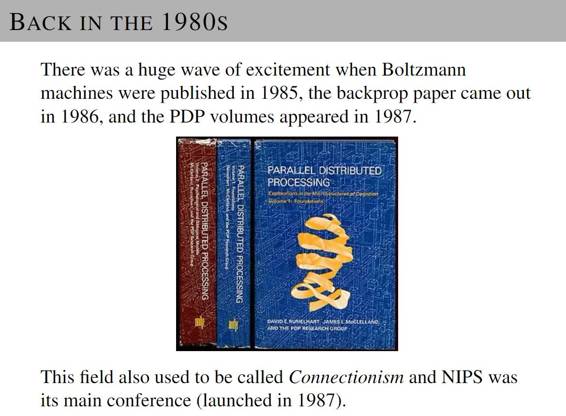 BACK IN THE 1980S
There was a huge wave of excitement when Boltzmann
machines were published in 1985, the backprop paper came out
in 1986, and the PDP volumes appeared in 1987.
PARALLEL DISTRIBUTED PROCESSING
PARALLEL DISTRIBUTED PROCESSING
PARALLEL DISTRIBUTED
PROCESSING
Explorations in the Microstructure of Cognition
Volume 1: Foundations
DAVID E. RUMELHART, JAMES L. McCLELLAND,
AND THE PDP RESEARCH GROUP
This field also used to be called Connectionism and NIPS was
its main conference (launched in 1987).